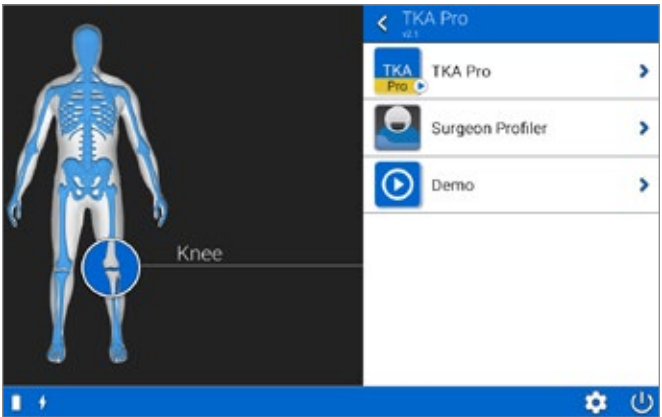 TKA Pro
v2.1
TKA
Pro
TKA Pro
Surgeon Profiler
Demo
Knee